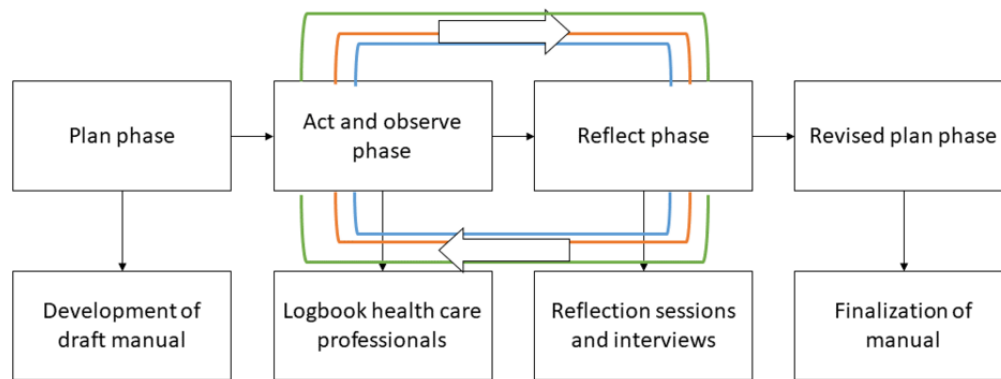 Plan phase
Act and observe
phase
Reflect phase
Revised plan phase
Development of
draft manual
Logbook health care
professionals
Reflection sessions
and interviews
Finalization of
manual